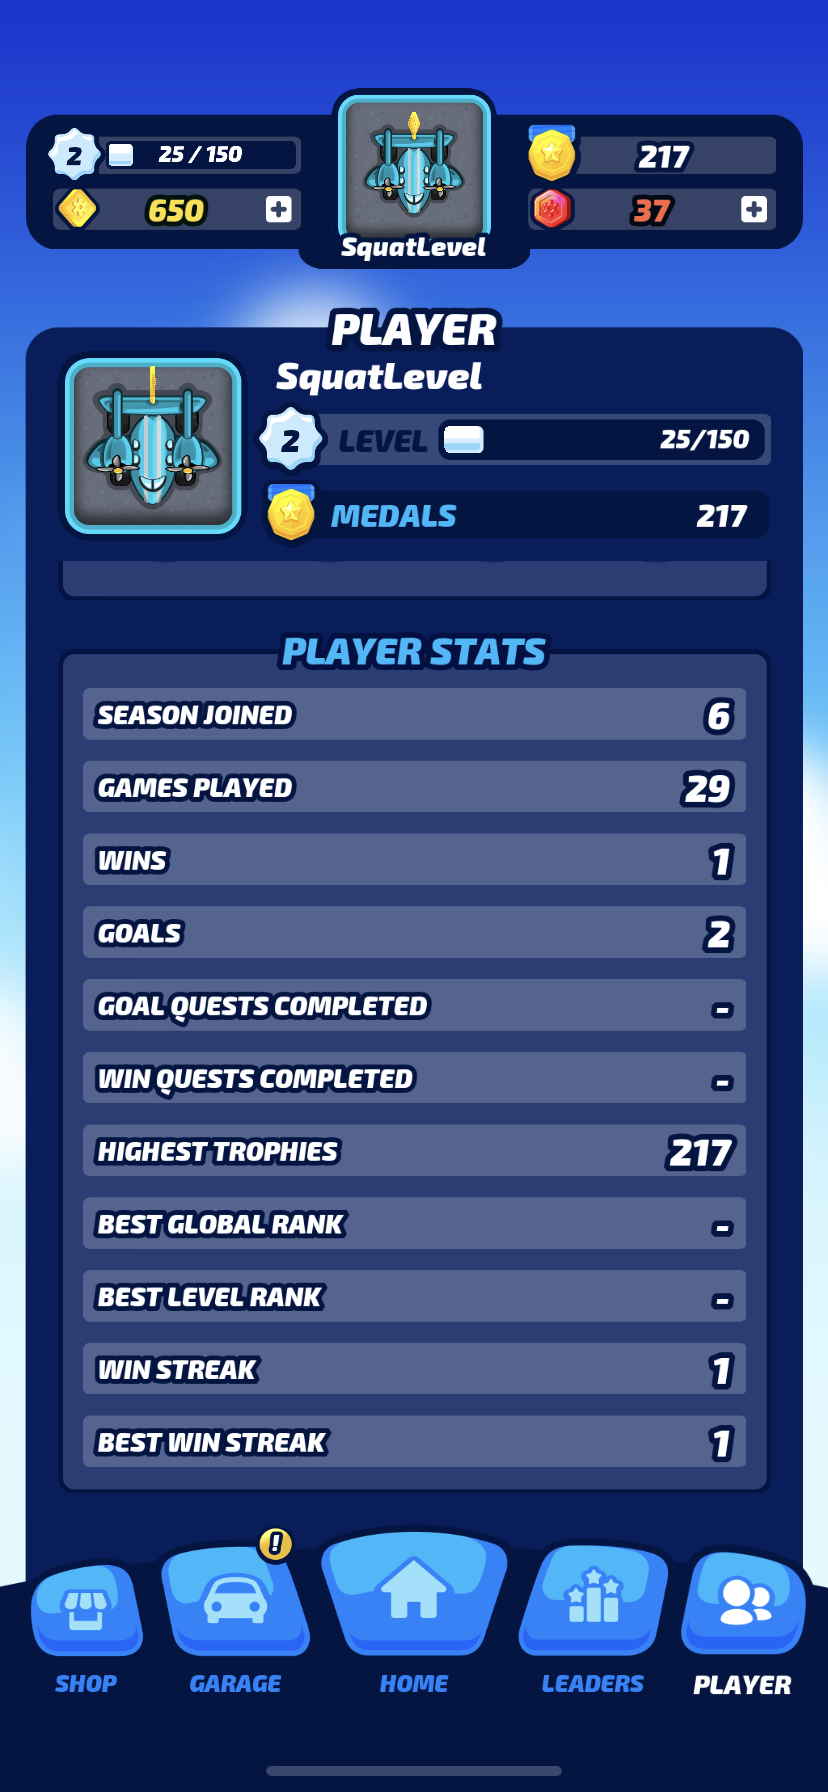 2 25 / 150
217
650
37
SquatLevel
PLAYER
SquatLevel
2 LEVEL 25/150
MEDALS 217
PLAYER STATS
SEASON JOINED 6
GAMES PLAYED 29
WINS 1
GOALS 2
GOAL QUESTS COMPLETED -
WIN QUESTS COMPLETED -
HIGHEST TROPHIES 217
BEST GLOBAL RANK -
BEST LEVEL RANK -
WIN STREAK 1
BEST WIN STREAK 1
!
SHOP GARAGE HOME LEADERS PLAYER